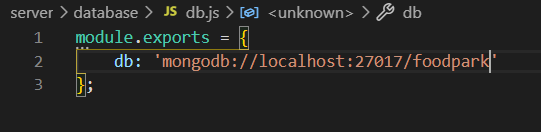 server > database > JS db.js > <unknown> > db
1 module.exports = {
2 db: 'mongodb://localhost:27017/foodpark'
3 };